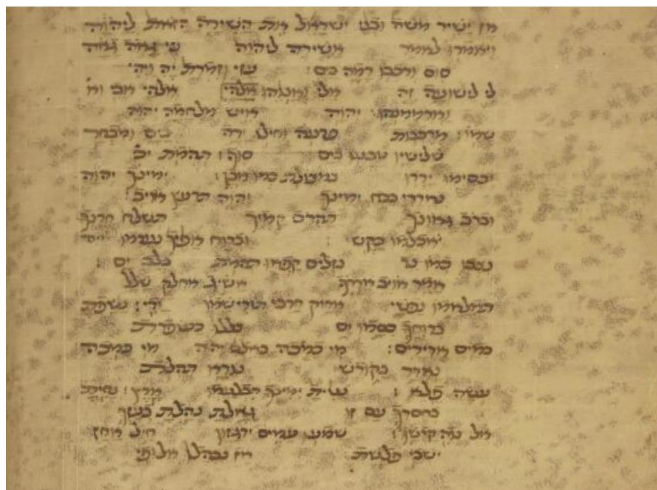 אז ישיר משה ובני ישראל את השירה הזאת ליהוה
ויאמרו לאמר אשירה ליהוה כי גאה גאה
סוס ורכבו רמה בים : עזי וזמרת יה ויהי
לי לישועה זה אלי ואנוהו אלהי אלהי אבי וא
וארממנהו : יהוה איש מלחמה יהוה
שמו : מרכבות פרעה וחילו ירה בים ומבחר
שלישיו טבעו בים סוף : תהמת יכ
יכסימו ירדו במצולת כמו אבן : ימינך יהוה
נאדרי בכח ימינך יהוה תרעץ אויב :
וברב גאונך תהרס קמיך תשלח חרנך
יאכלמו כקש : וברוח אפיך נערמו
נצבו כמו נד נזלים קפאו תהמת בלב ים :
אמר אויב ארדף אשיג אחלק שלל
תמלאמו נפשי אריק חרבי תורישמו ידי : נשפת
ברוחך כסמו ים צללו כעופרת
במים אדירים : מי כמכה באלם יהוה מי כמכה
נאדר בקודש נורא תהלת
עשה פלא : נטית ימינך תבלעמו ארץ : נחית
בחסדך עם זו גאלת נהלת בעזך
אל נוה קדשך : שמעו עמים ירגזון חיל אחז
ישבי פלשת אז נבהלו אלופי